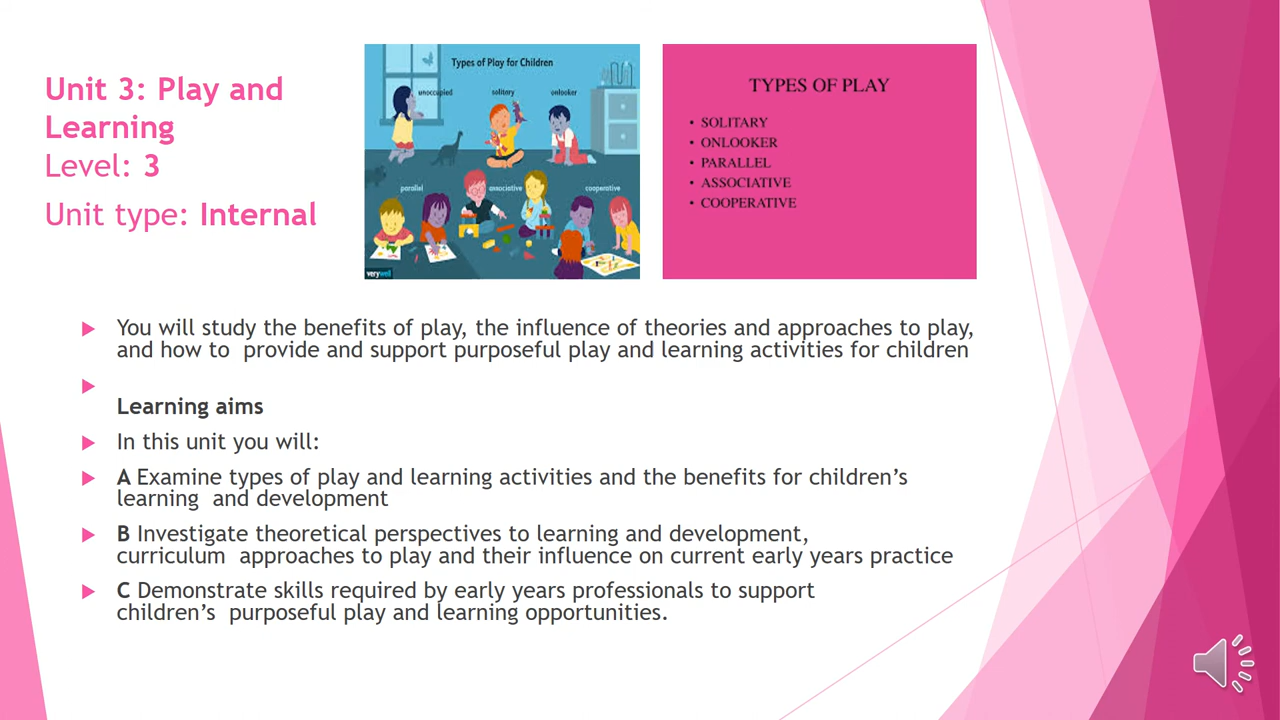 Unit 3: Play and
Learning
Level: 3
Unit type: Internal
Types of Play for Children
unoccupied
solitary
onlooker
parallel
associative
cooperative
verywell
TYPES OF PLAY
• SOLITARY
• ONLOOKER
• PARALLEL
• ASSOCIATIVE
• COOPERATIVE
You will study the benefits of play, the influence of theories and approaches to play,
and how to provide and support purposeful play and learning activities for children
Learning aims
In this unit you will:
A Examine types of play and learning activities and the benefits for children’s
learning and development
B Investigate theoretical perspectives to learning and development,
curriculum approaches to play and their influence on current early years practice
C Demonstrate skills required by early years professionals to support
children’s purposeful play and learning opportunities.